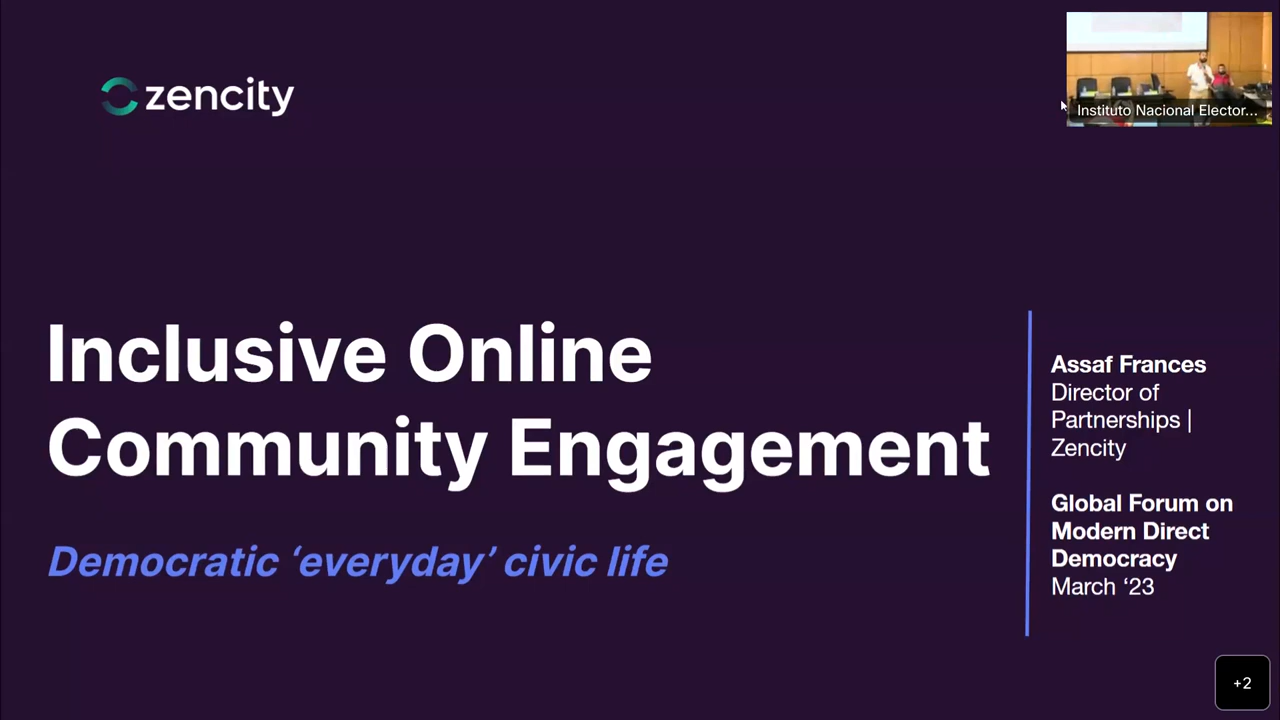 zencity
Instituto Nacional Elector...
Inclusive Online
Community Engagement
Democratic ‘everyday’ civic life
Assaf Frances
Director of
Partnerships |
Zencity
Global Forum on
Modern Direct
Democracy
March ‘23
+2